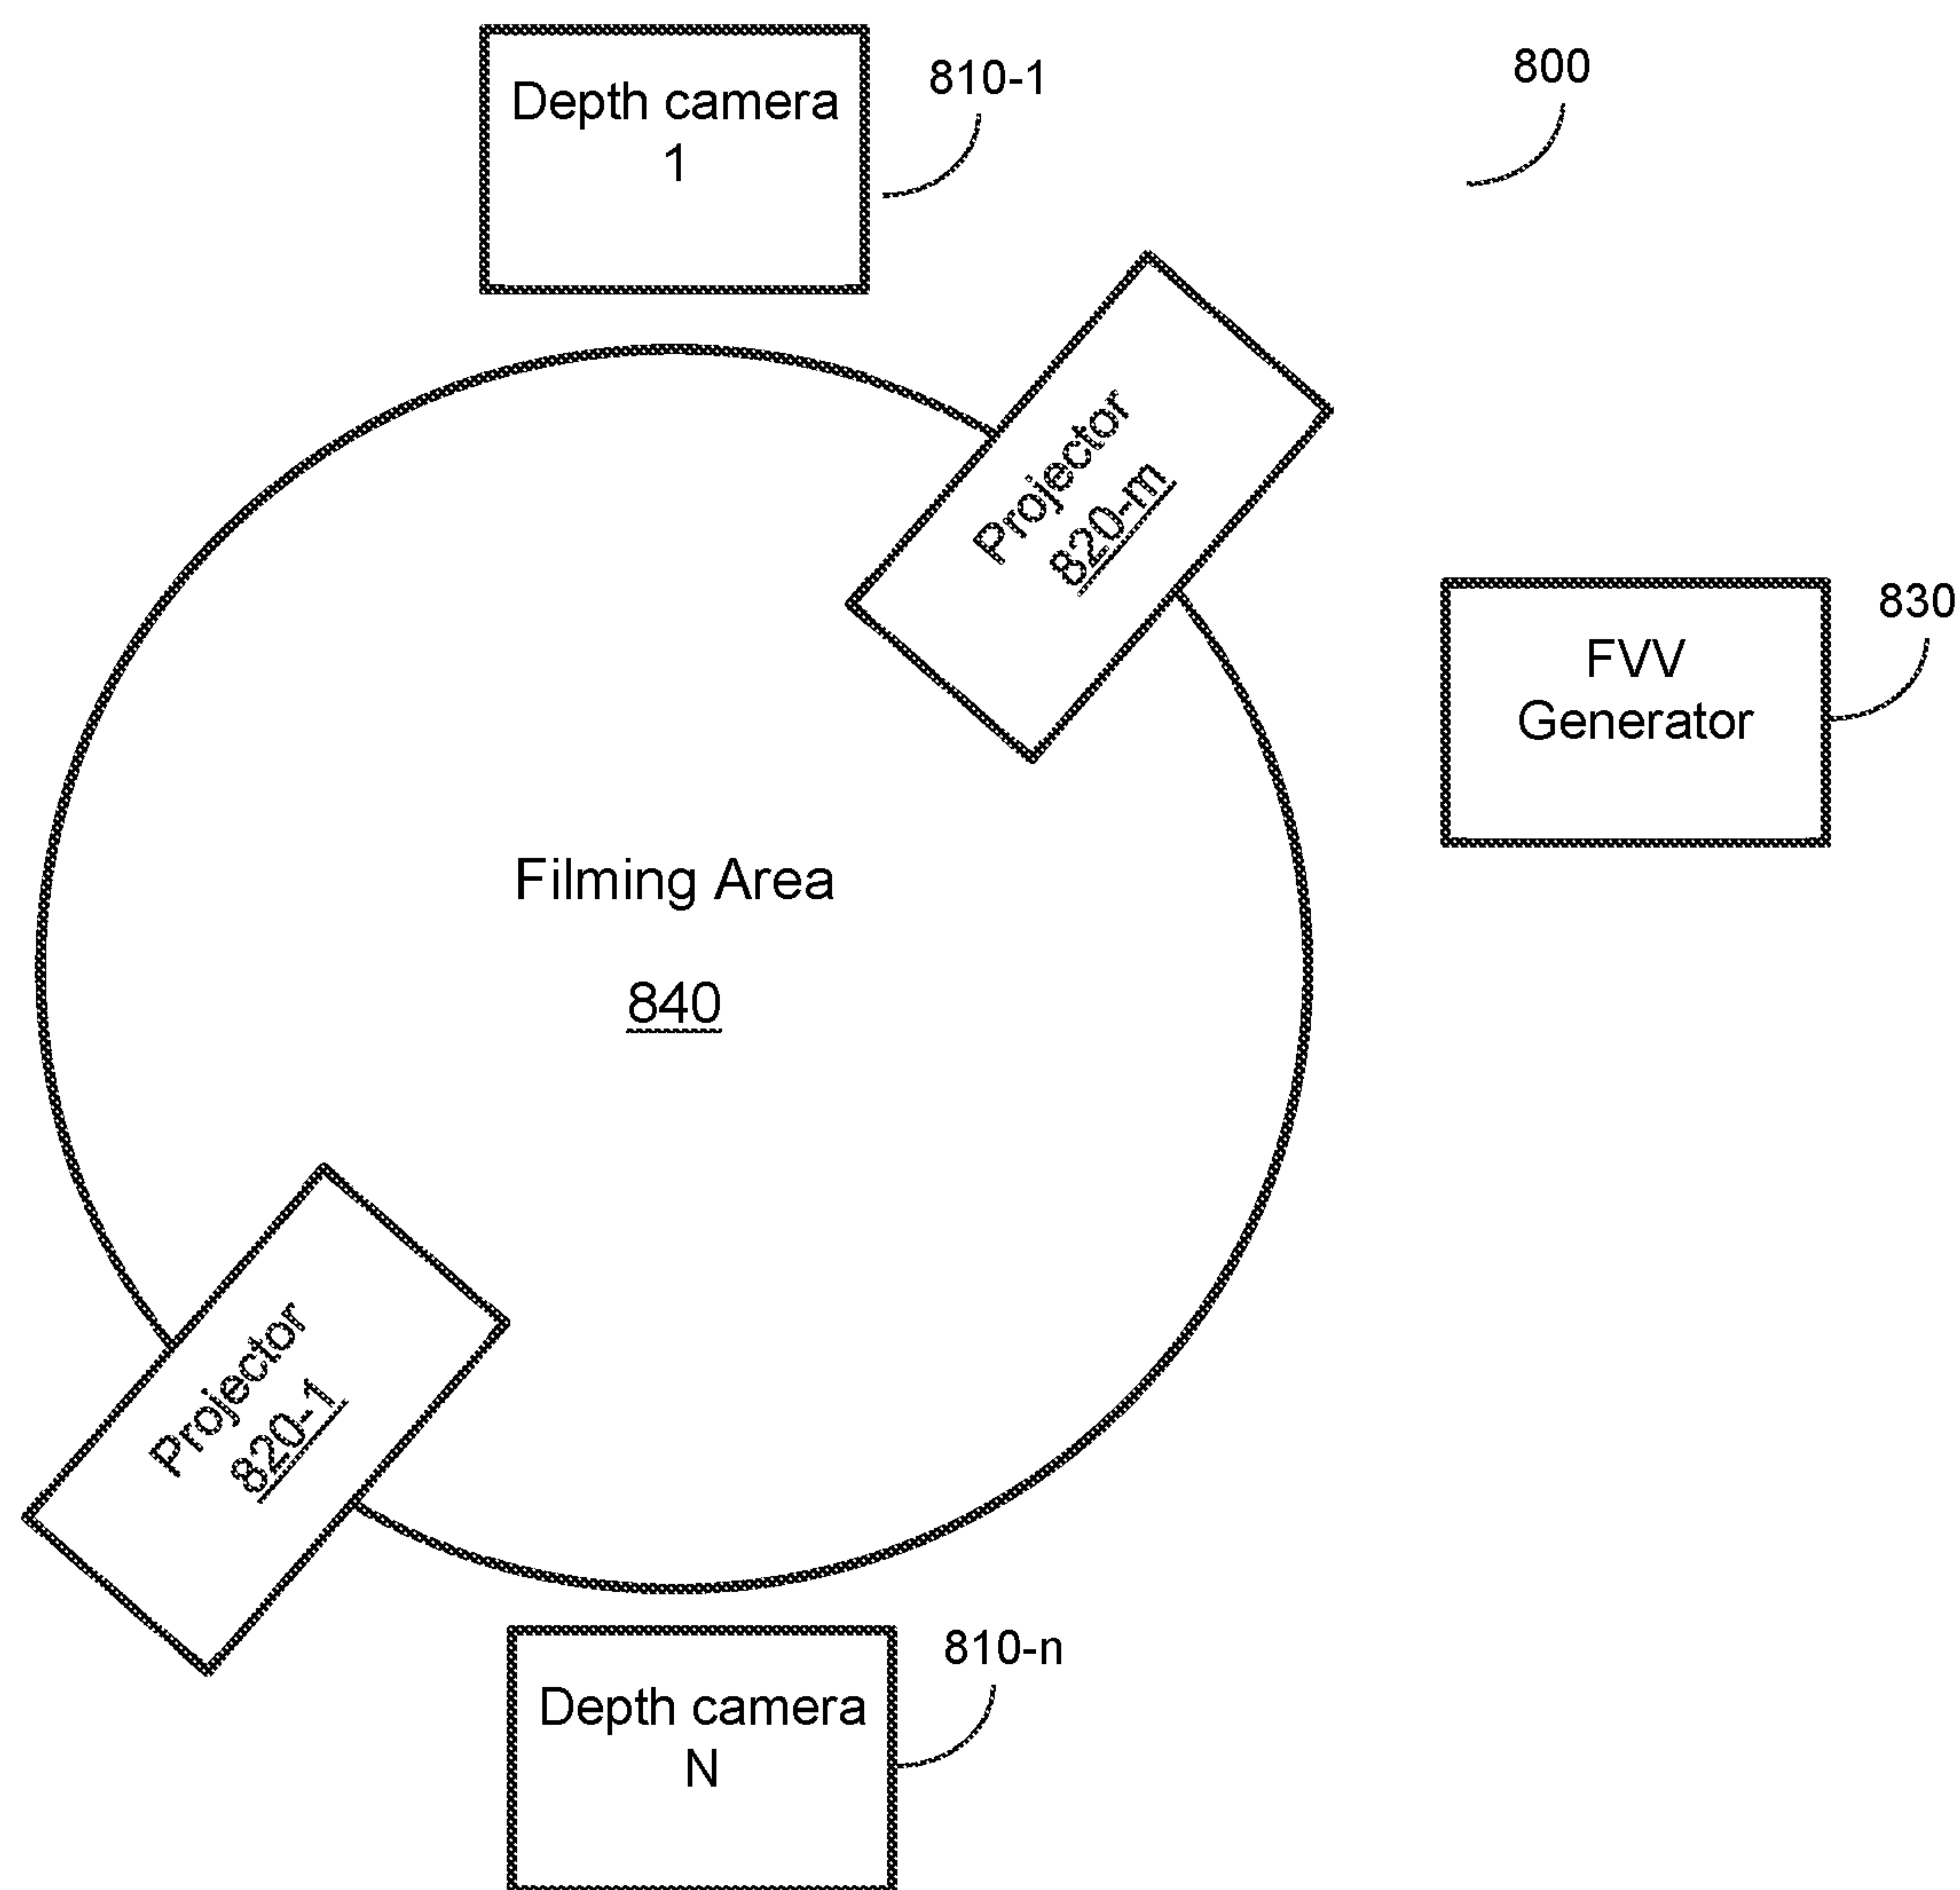 Depth camera
1
810-1
800
Projector
820-m
FVV
Generator
830
Filming Area
840
Projector
820-1
Depth camera
N
810-n